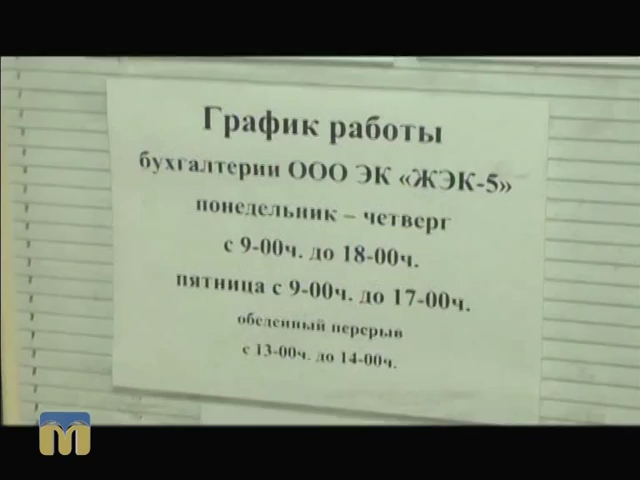 График работы
бухгалтерии ООО ЭК «ЖЭК-5»
понедельник – четверг
с 9-00ч. до 18-00ч.
пятница с 9-00ч. до 17-00ч.
обеденный перерыв
с 13-00ч. до 14-00ч.
М